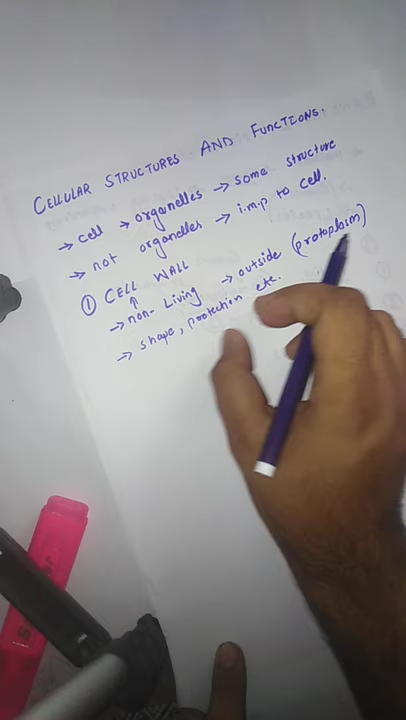 CELLULAR STRUCTURES AND FUNCTIONS.
→ cell → organelles → some structure
→ not organelles → i.m.p to cell.
① CELL WALL
→ non-Living → outside (protoplasm)
→ shape, protection etc.